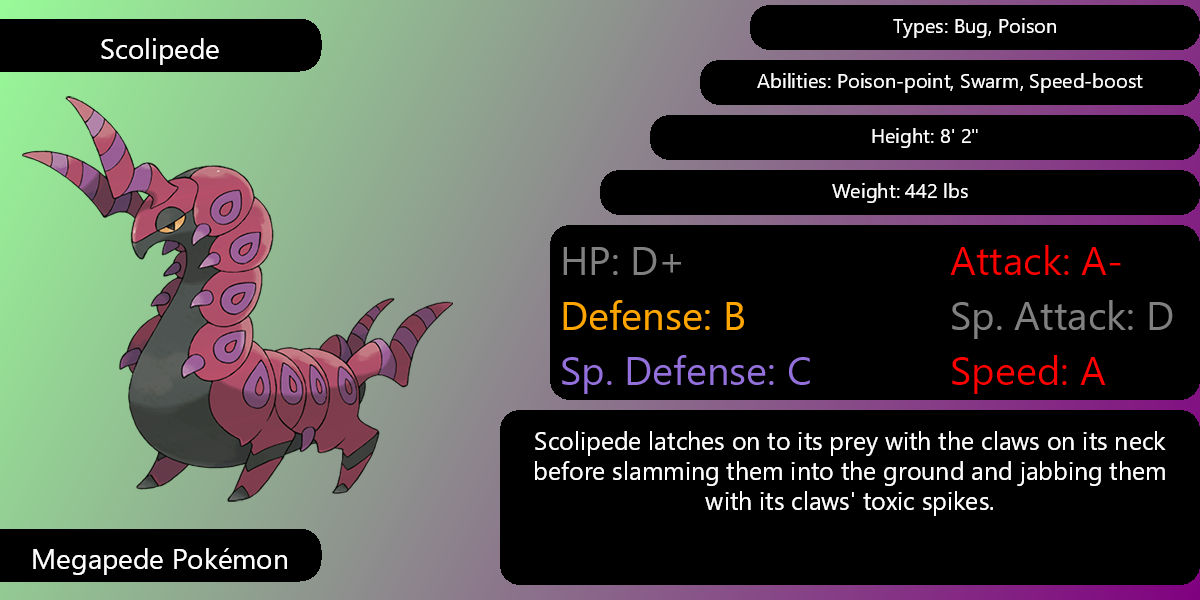 Scolipede
Types: Bug, Poison
Abilities: Poison-point, Swarm, Speed-boost
Height: 8' 2"
Weight: 442 lbs
HP: D+
Attack: A-
Defense: B
Sp. Attack: D
Sp. Defense: C
Speed: A
Scolipede latches on to its prey with the claws on its neck
before slamming them into the ground and jabbing them
with its claws' toxic spikes.
Megapede Pokémon